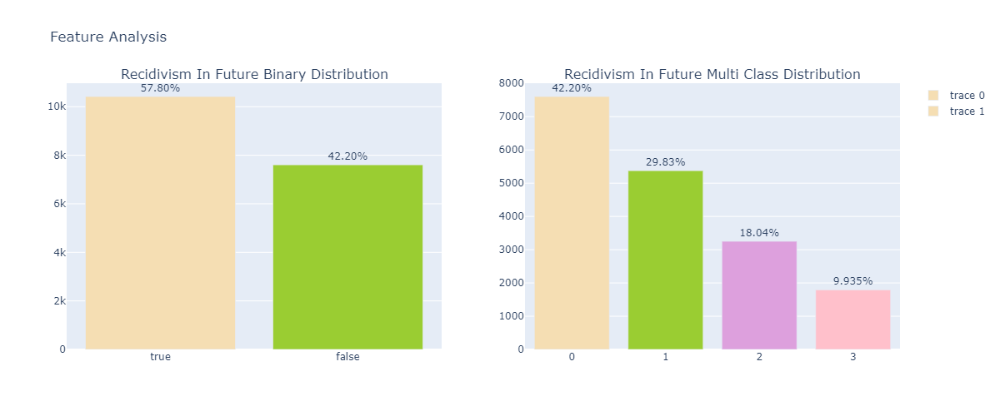 Feature Analysis
Recidivism In Future Binary Distribution
57.80%
42.20%
10k
8k
6k
4k
2k
0
true
false
Recidivism In Future Multi Class Distribution
42.20%
29.83%
18.04%
9.935%
8000
7000
6000
5000
4000
3000
2000
1000
0
0
1
2
3
trace 0
trace 1